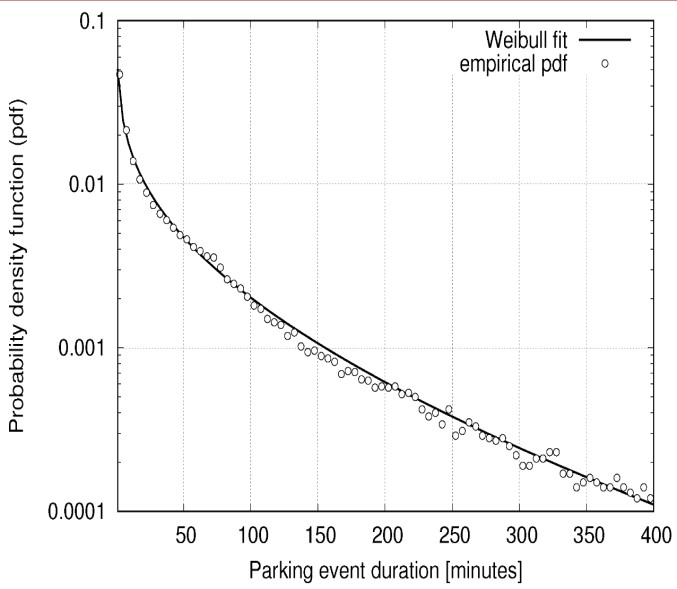 0.1
Weibull fit
empirical pdf
0.01
0.001
0.0001
Probability density function (pdf)
50 100 150 200 250 300 350 400
Parking event duration [minutes]